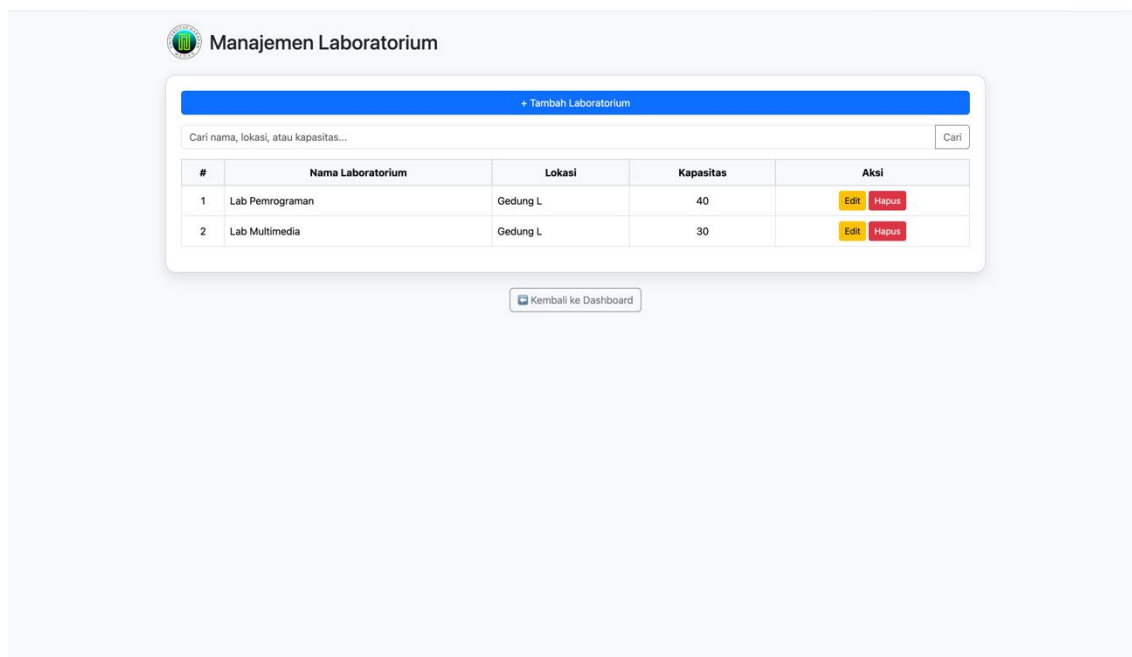 Manajemen Laboratorium
+ Tambah Laboratorium
Cari nama, lokasi, atau kapasitas... Cari
# Nama Laboratorium Lokasi Kapasitas Aksi
1 Lab Pemrograman Gedung L 40 Edit Hapus
2 Lab Multimedia Gedung L 30 Edit Hapus
Kembali ke Dashboard